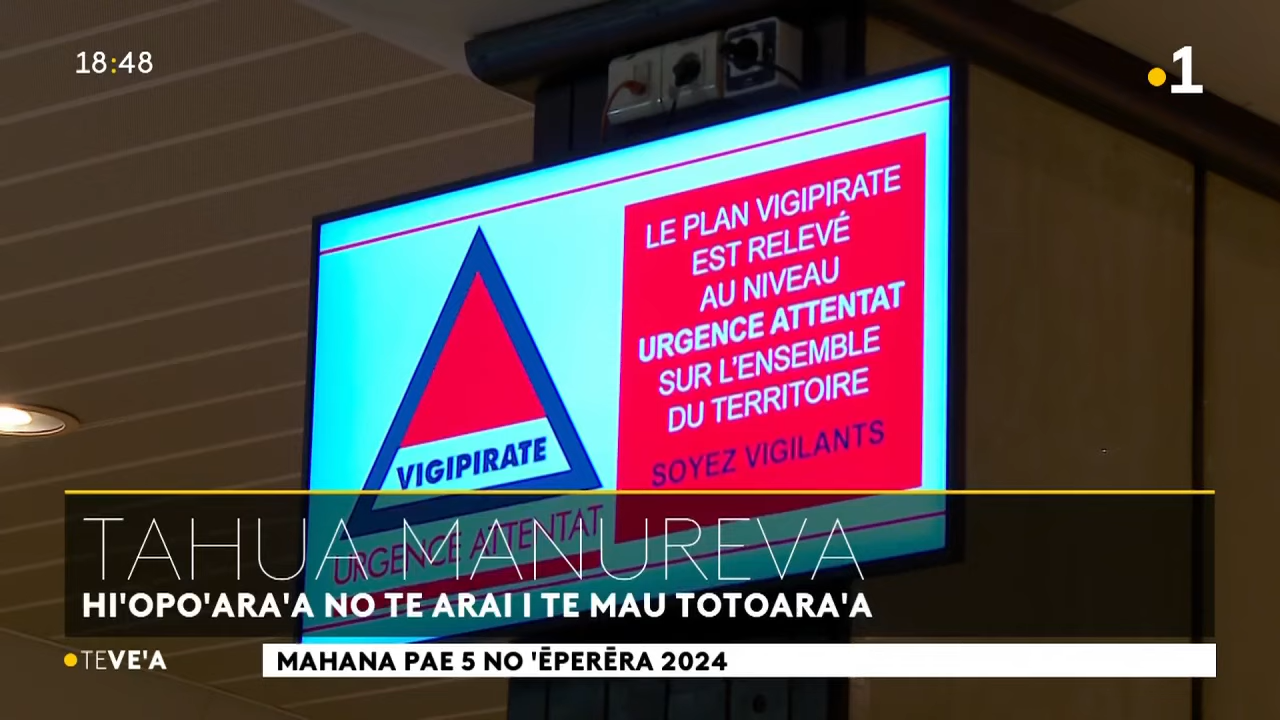 18:48
1
LE PLAN VIGIPIRATE
EST RELEVÉ
AU NIVEAU
URGENCE ATTENTAT
SUR L'ENSEMBLE
DU TERRITOIRE
SOYEZ VIGILANTS
VIGIPIRATE
URGENCE ATTENTAT
TAHUA MANUREVA
HI'OPO'ARA'A NO TE ARAI I TE MAU TOTOARA'A
TEVE'A
MAHANA PAE 5 NO 'ĒPERĒRA 2024